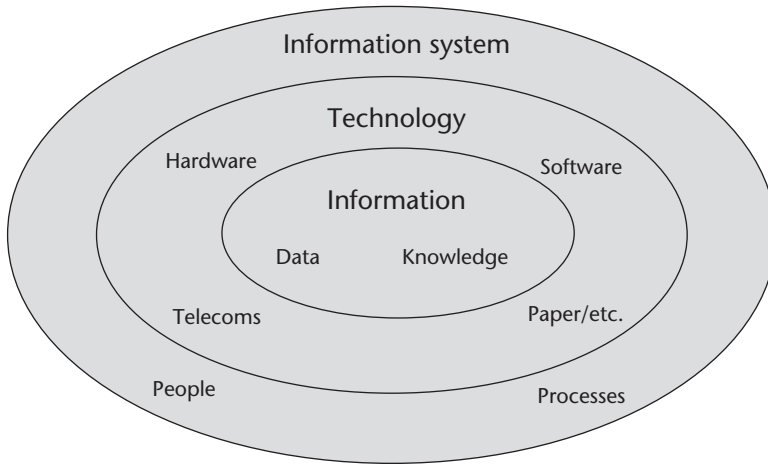 Information system
Technology
Hardware
Software
Information
Data
Knowledge
Telecoms
Paper/etc.
People
Processes